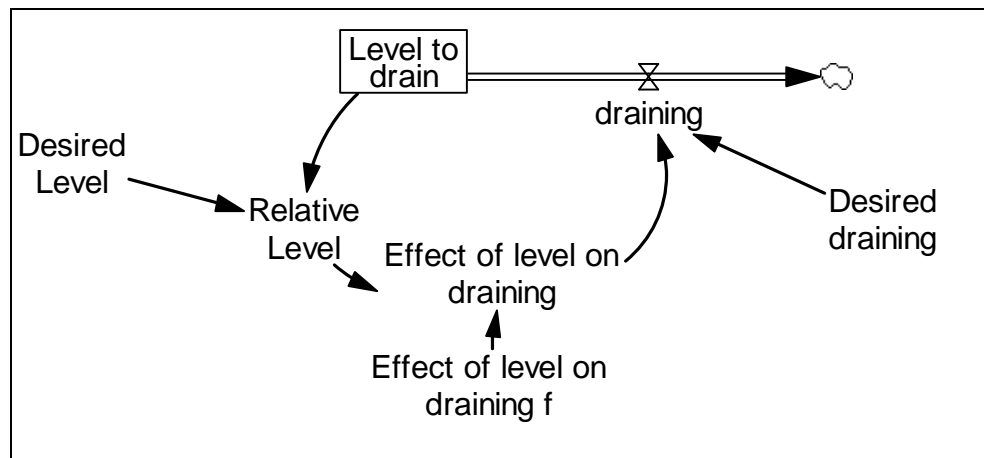 Level to
drain
draining
Desired
Level
Desired
draining
Relative
Level
Effect of level on
draining
Effect of level on
draining f